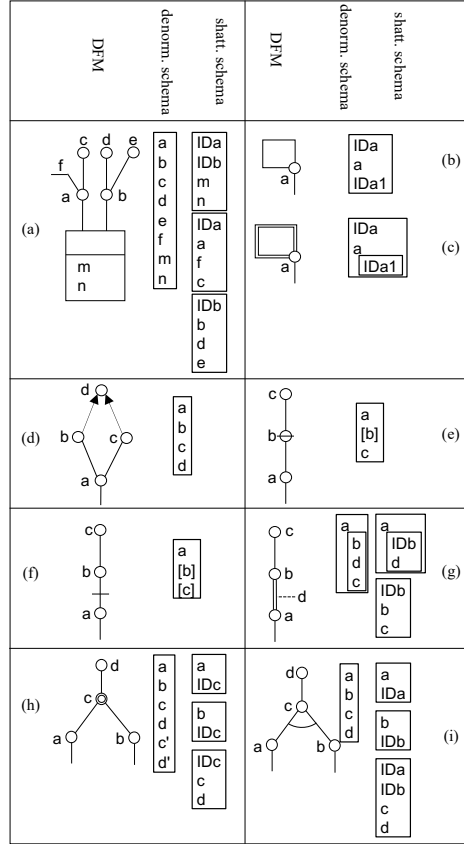 DFM
denorm. schema
shatt. schema
DFM
denorm. schema
shatt. schema
(a)
c d e
f
a b
m
n
a
b
c
d
e
f
m
n
IDa
IDb
m
n
IDa
a
f
c
IDb
b
d
e
(b)
a
IDa
a
IDa1
(c)
a
IDa
a
IDa1
(d)
d
b c
a
a
b
c
d
(e)
c
b
a
a
[b]
c
(f)
c
b
a
a
[b]
[c]
(g)
c
b
d
a
a
b
d
c
a
IDb
d
IDb
b
c
(h)
d
c
a b
a
b
c
d
c'
d'
a
IDc
b
IDc
IDc
c
d
(i)
d
c
a b
a
b
c
d
a
IDa
b
IDb
IDa
IDb
c
d